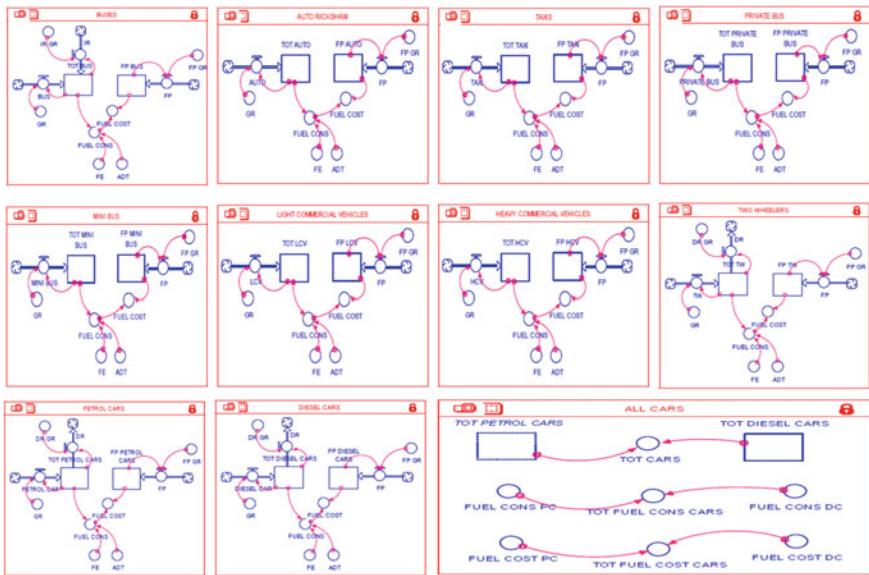 BUSES
IR GR
IR
TOT BUS
FP BUS
FP GR
BUS
FP
GR
FUEL COST
FUEL CONS
FE
ADT
AUTO RICKSHAW
TOT AUTO
FP AUTO
FP GR
AUTO
FP
GR
FUEL COST
FUEL CONS
FE
ADT
TAXIS
TOT TAXI
FP TAXI
FP GR
TAXI
FP
GR
FUEL COST
FUEL CONS
FE
ADT
PRIVATE BUS
TOT PRIVATE
BUS
FP PRIVATE
BUS
FP GR
PRIVATE BUS
FP
GR
FUEL COST
FUEL CONS
FE
ADT
MINI BUS
TOT MINI
BUS
FP MINI
BUS
FP GR
MINI BUS
FP
GR
FUEL COST
FUEL CONS
FE
ADT
LIGHT COMMERCIAL VEHICLES
TOT LCV
FP LCV
FP GR
LCV
FP
GR
FUEL COST
FUEL CONS
FE
ADT
HEAVY COMMERCIAL VEHICLES
TOT HCV
FP HCV
FP GR
HCV
FP
GR
FUEL COST
FUEL CONS
FE
ADT
TWO WHEELERS
DR GR
DR
TOT TW
FP TW
FP GR
TW
FP
GR
FUEL COST
FUEL CONS
FE
ADT
PETROL CARS
DR GR
DR
TOT PETROL CARS
FP PETROL
CARS
FP GR
PETROL CAR
FP
GR
FUEL COST
FUEL CONS
FE
ADT
DIESEL CARS
DR GR
DR
TOT DIESEL CARS
FP DIESEL
CARS
FP GR
DIESEL CAR
FP
GR
FUEL COST
FUEL CONS
FE
ADT
ALL CARS
TOT PETROL CARS
TOT DIESEL CARS
TOT CARS
FUEL CONS PC
TOT FUEL CONS CARS
FUEL CONS DC
FUEL COST PC
TOT FUEL COST CARS
FUEL COST DC